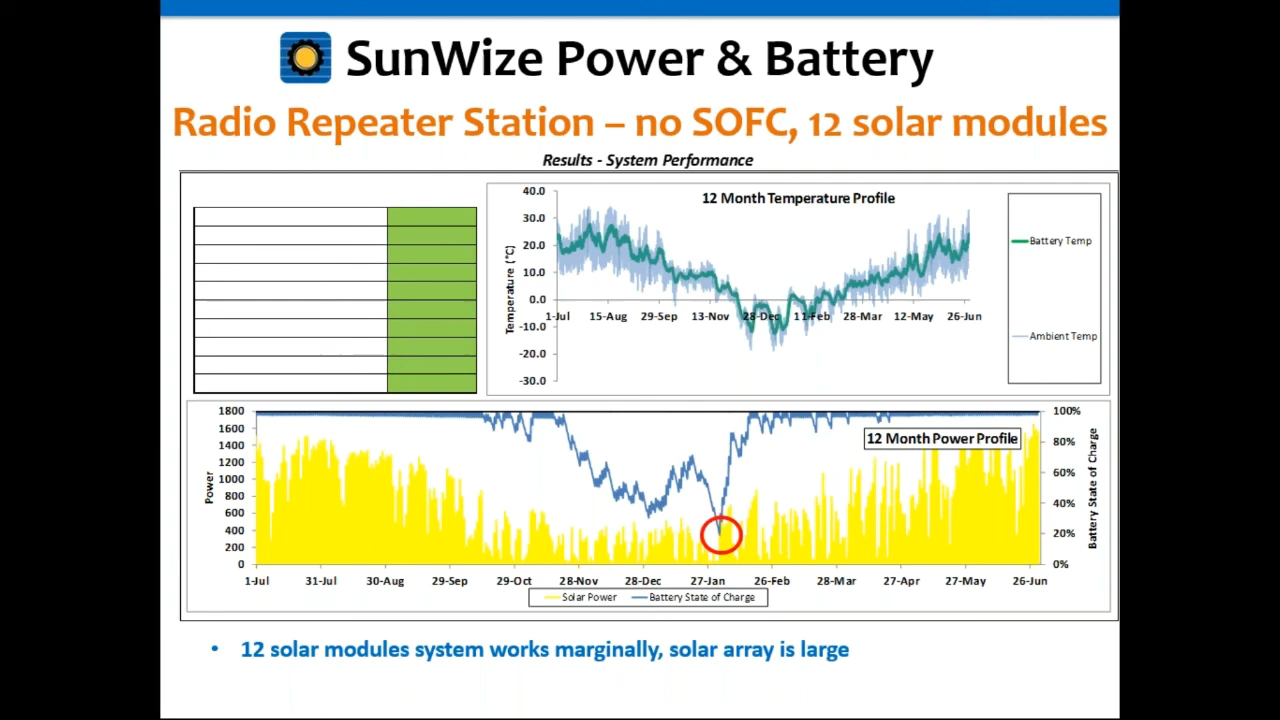 SunWize Power & Battery
Radio Repeater Station – no SOFC, 12 solar modules
Results - System Performance
12 Month Temperature Profile
Temperature (°C)
40.0
30.0
20.0
10.0
0.0
-10.0
-20.0
-30.0
1-Jul 15-Aug 29-Sep 13-Nov 28-Dec 11-Feb 28-Mar 12-May 26-Jun
Battery Temp
Ambient Temp
12 Month Power Profile
Power
1800
1600
1400
1200
1000
800
600
400
200
0
100%
80%
60%
40%
20%
0%
Battery State of Charge
1-Jul 31-Jul 30-Aug 29-Sep 29-Oct 28-Nov 28-Dec 27-Jan 26-Feb 28-Mar 27-Apr 27-May 26-Jun
Solar Power Battery State of Charge
• 12 solar modules system works marginally, solar array is large